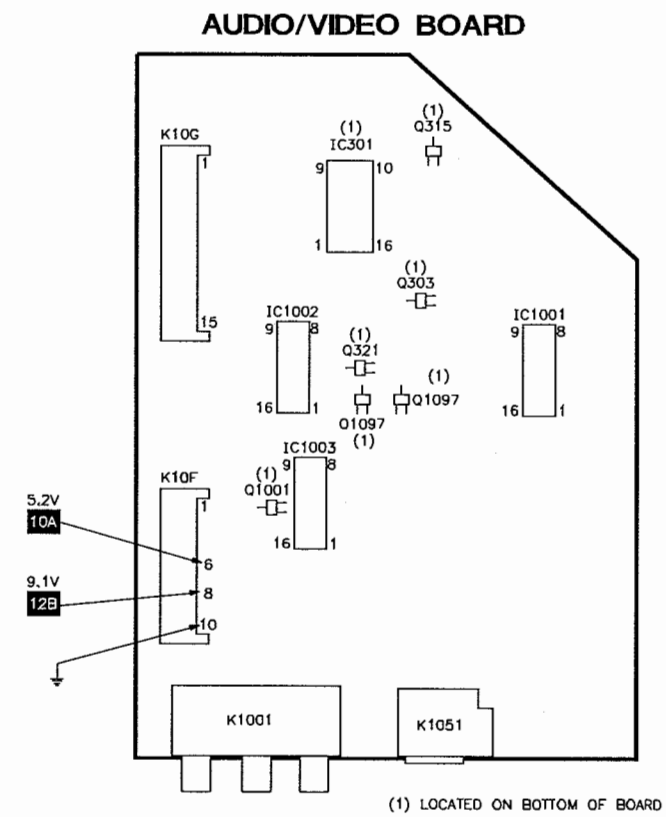 AUDIO/VIDEO BOARD
(1)
Q315
K10G
1
15
(1)
IC301
9 10
1 16
(1)
Q303
IC1002
9 8
16 1
(1)
Q321
IC1001
9 8
16 1
(1)
Q1097
Q1097
(1)
IC1003
9 8
16 1
(1)
Q1001
K10F
1
5.2V
10A
6
9.1V
12B
8
10
K1001
K1051
(1) LOCATED ON BOTTOM OF BOARD